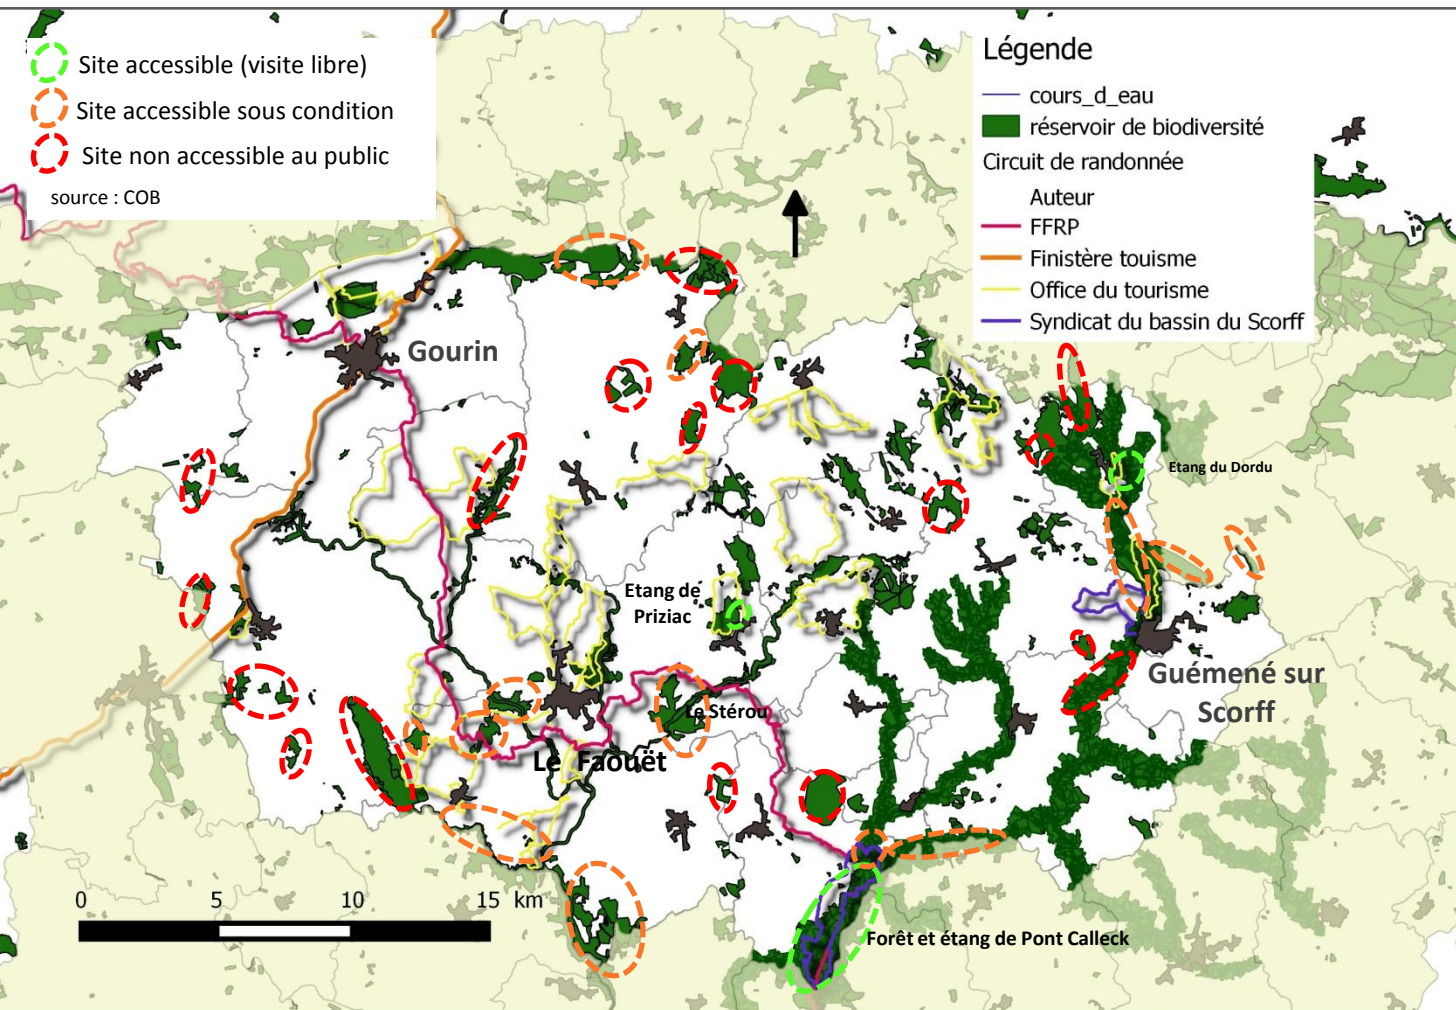 Site accessible (visite libre)
Site accessible sous condition
Site non accessible au public
source : COB
Légende
cours_d_eau
réservoir de biodiversité
Circuit de randonnée
Auteur
FFRP
Finistère touisme
Office du tourisme
Syndicat du bassin du Scorff
Gourin
Etang du Dordu
Etang de
Priziac
Guémené sur
Scorff
Le Stérou
Le Faouët
0 5 10 15 km
Forêt et étang de Pont Calleck